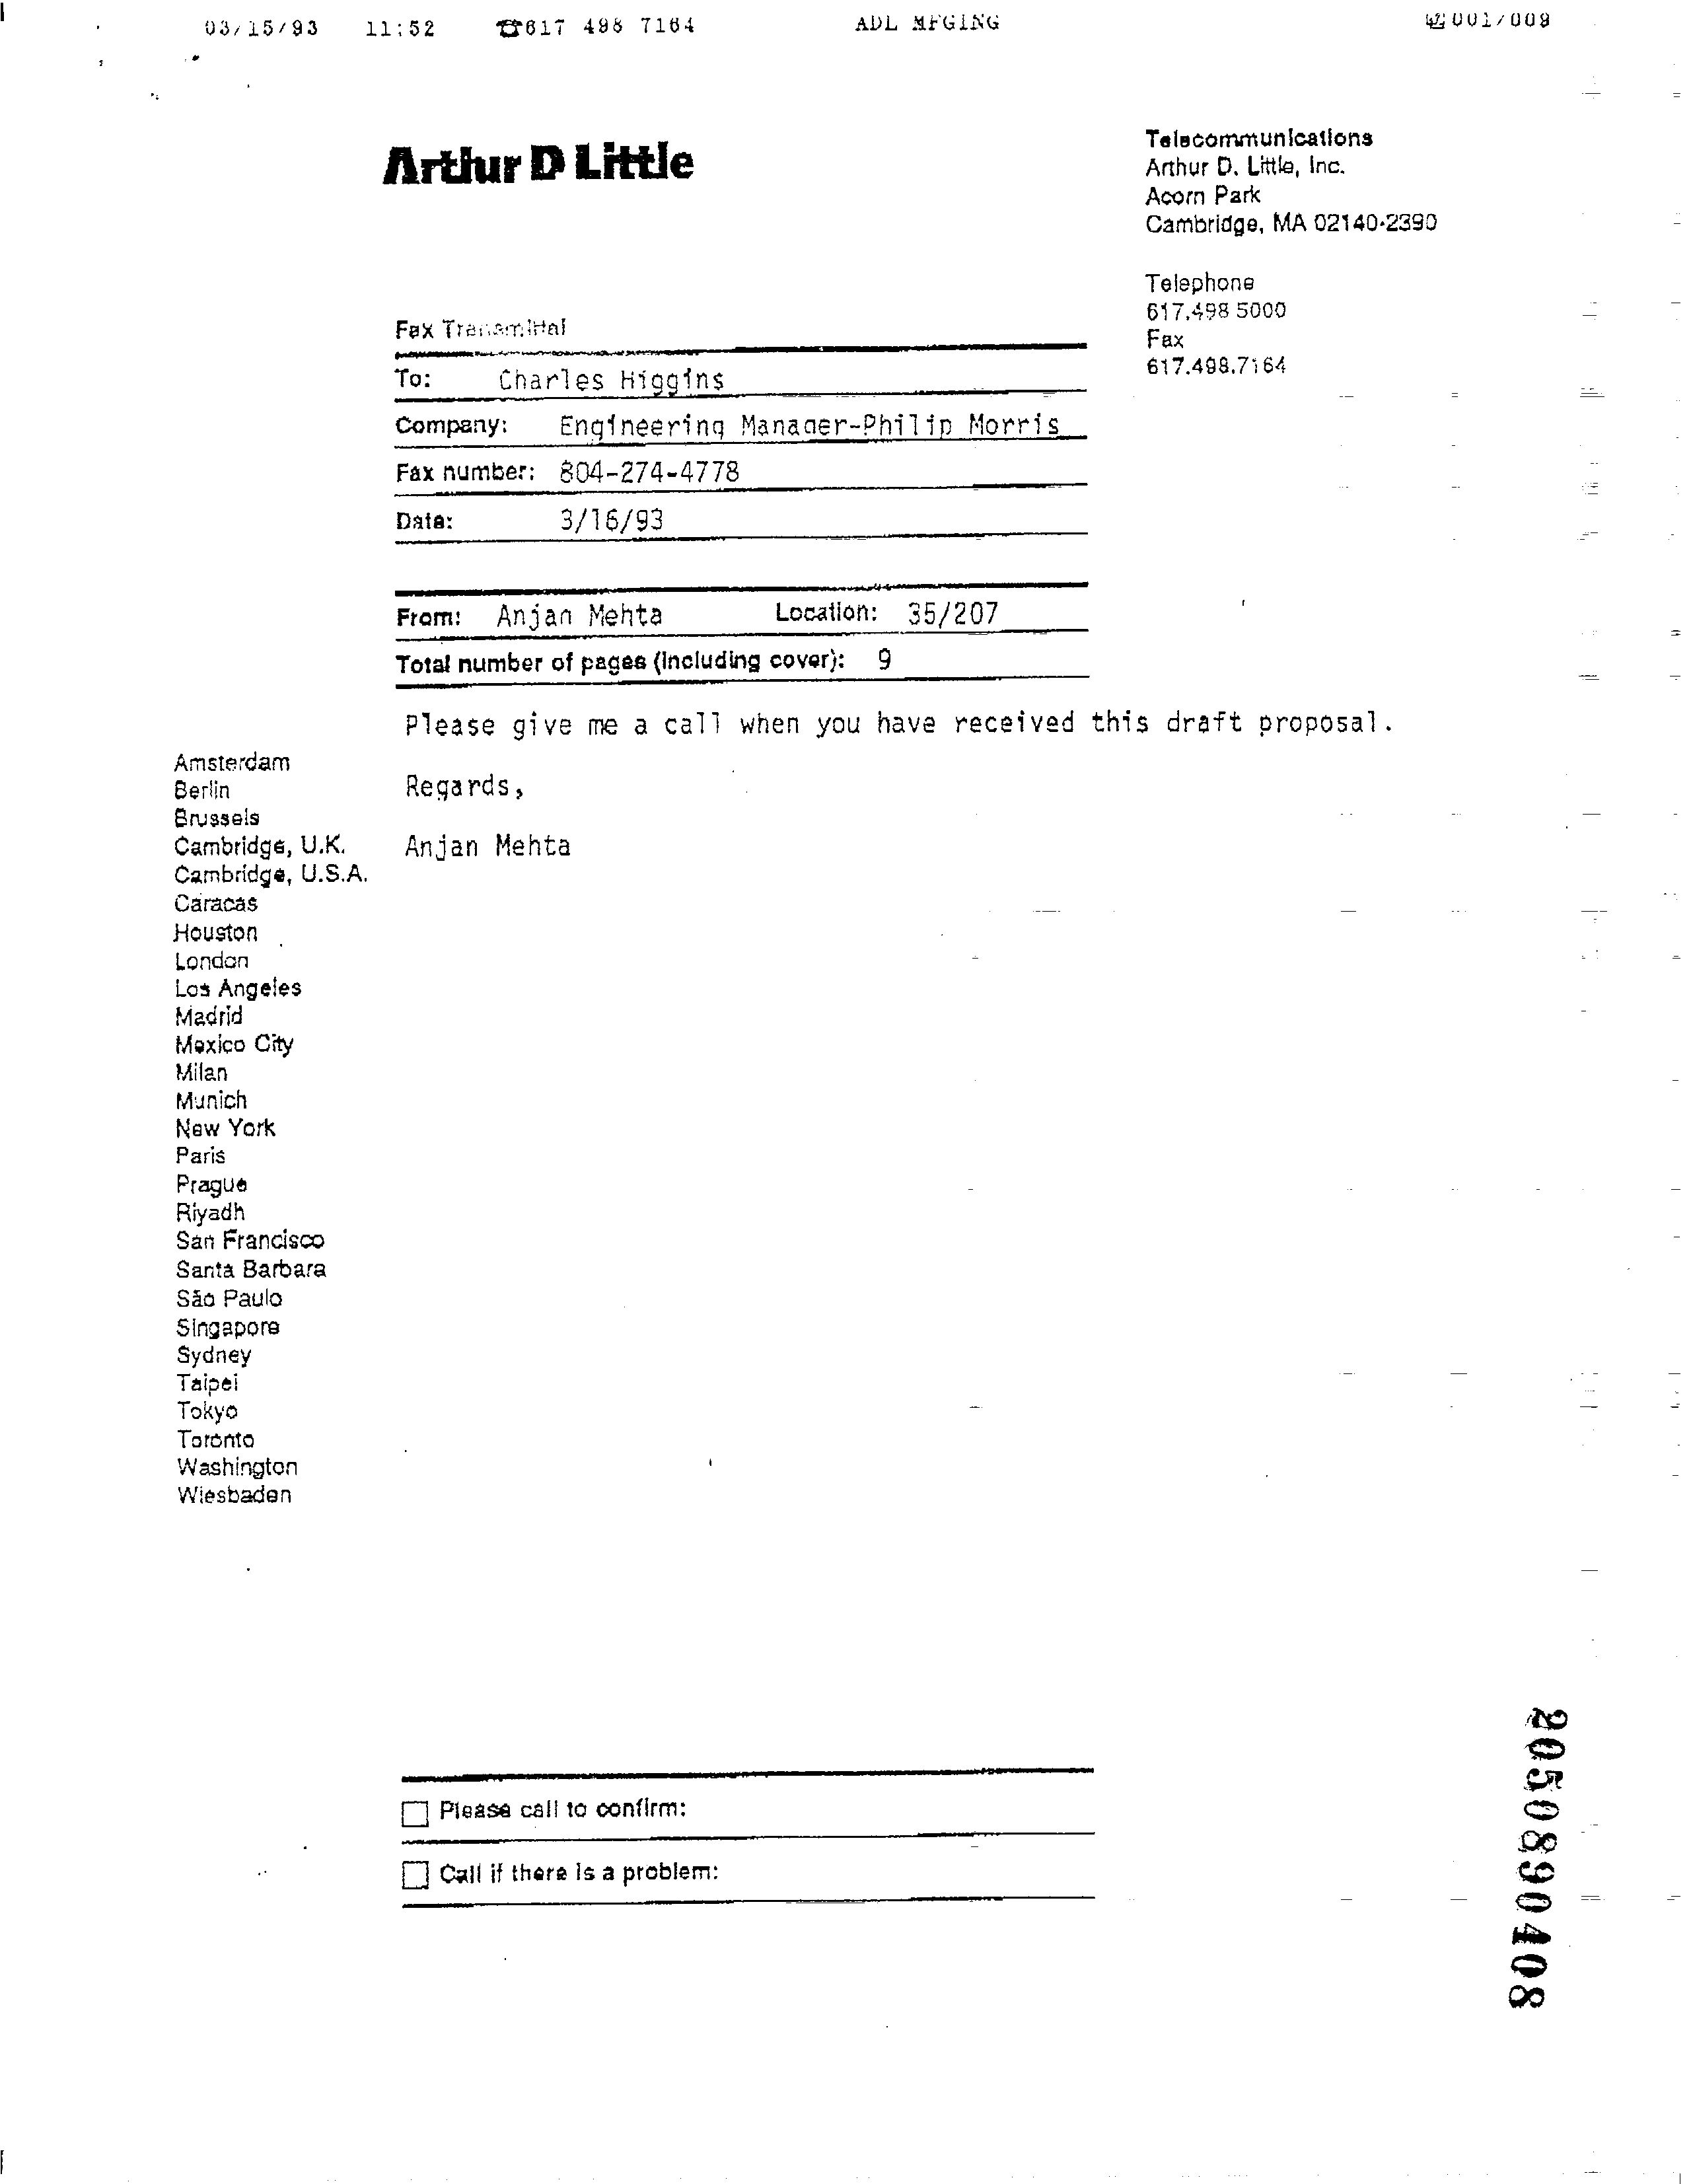 03/15/93 11:52 ☎617 498 7164 ADL MFGING 001/009
Arthur D Little
Telecommunications
Arthur D. Little, Inc.
Acorn Park
Cambridge, MA 02140-2390
Telephone
617.498 5000
Fax
617.498.7164
Fax Transmittal
To: Charles Higgins
Company: Engineering Manager-Philip Morris
Fax number: 804-274-4778
Date: 3/16/93
From: Anjan Mehta Location: 35/207
Total number of pages (including cover): 9
Please give me a call when you have received this draft proposal.
Regards,
Anjan Mehta
Amsterdam
Berlin
Brussels
Cambridge, U.K.
Cambridge, U.S.A.
Caracas
Houston
London
Los Angeles
Madrid
Mexico City
Milan
Munich
New York
Paris
Prague
Riyadh
San Francisco
Santa Barbara
São Paulo
Singapore
Sydney
Taipei
Tokyo
Toronto
Washington
Wiesbaden
Please call to confirm:
Call if there is a problem:
2050890408